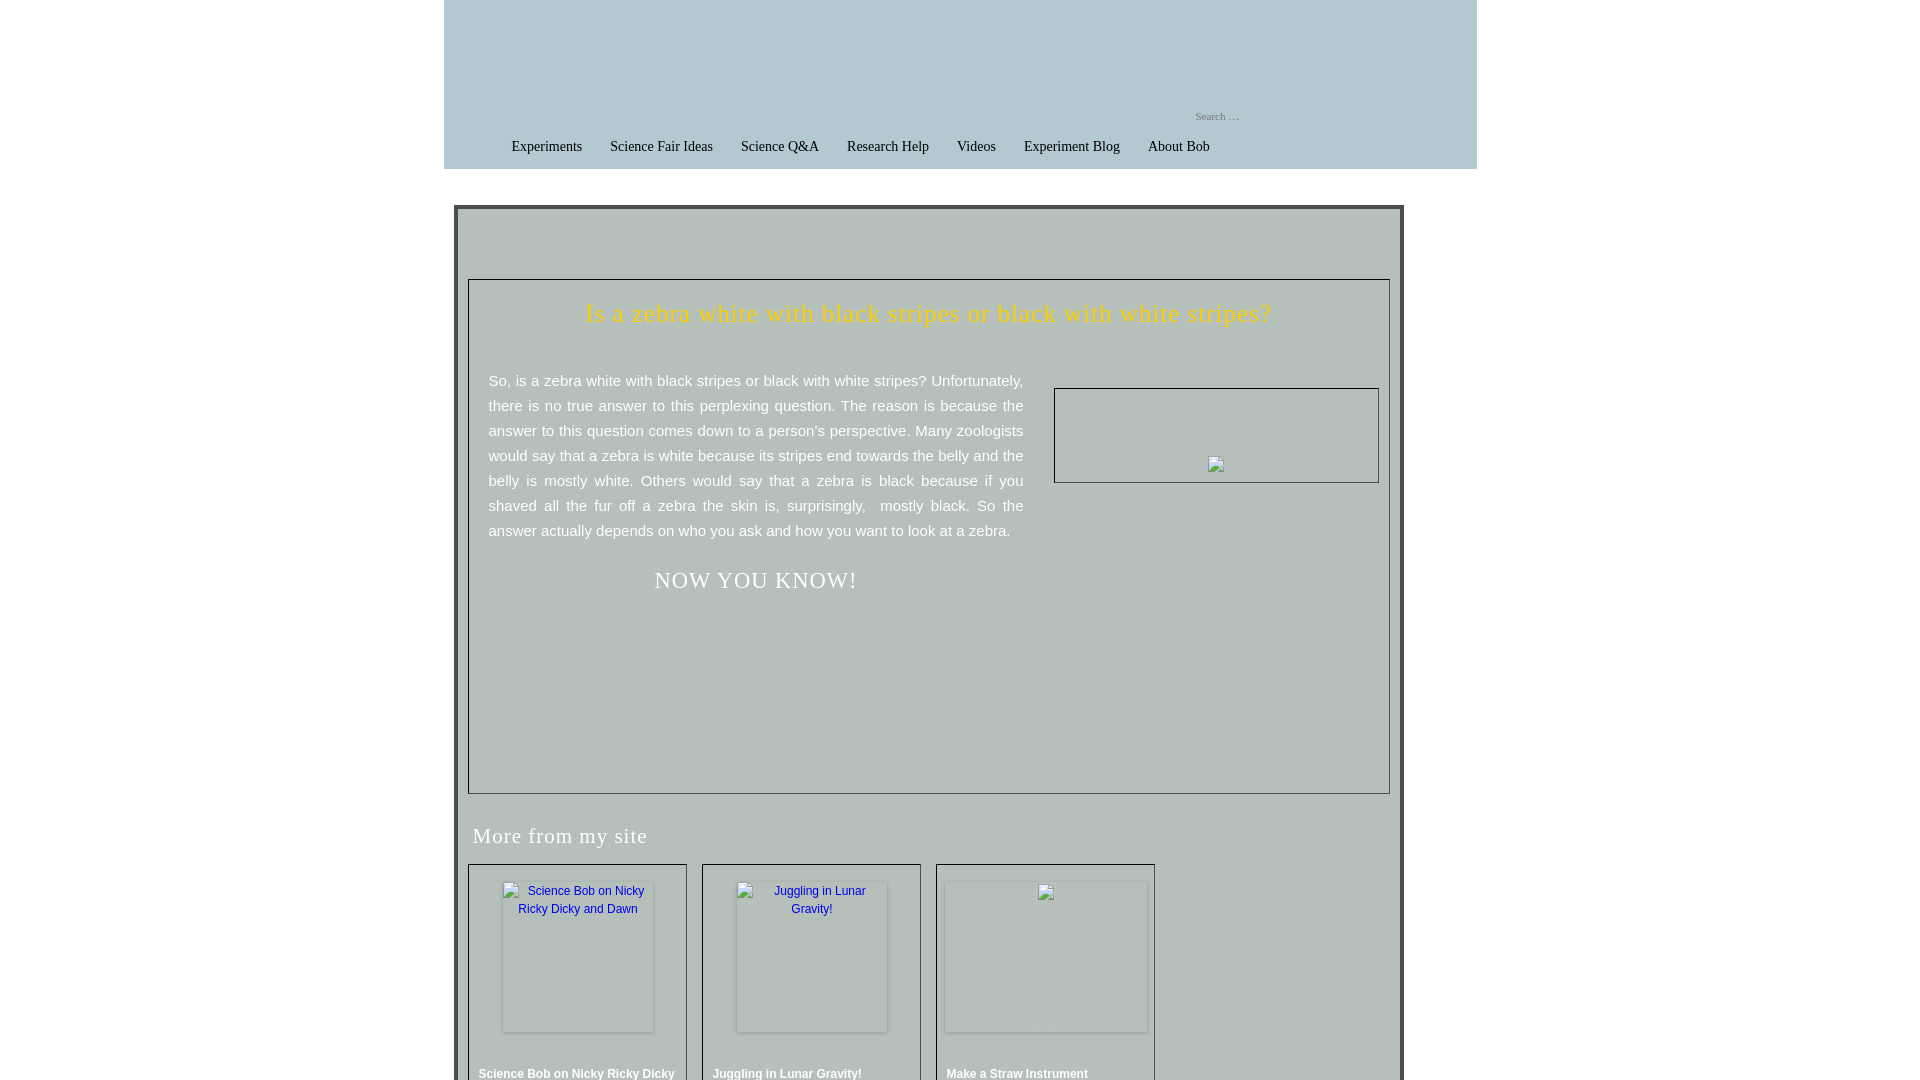 Search …
Experiments Science Fair Ideas Science Q&A Research Help Videos Experiment Blog About Bob
Is a zebra white with black stripes or black with white stripes?
So, is a zebra white with black stripes or black with white stripes? Unfortunately,
there is no true answer to this perplexing question. The reason is because the
answer to this question comes down to a person’s perspective. Many zoologists
would say that a zebra is white because its stripes end towards the belly and the
belly is mostly white. Others would say that a zebra is black because if you
shaved all the fur off a zebra the skin is, surprisingly,  mostly black. So the
answer actually depends on who you ask and how you want to look at a zebra.
NOW YOU KNOW!
More from my site
Science Bob on Nicky
Ricky Dicky and Dawn
Juggling in Lunar
Gravity!
Science Bob on Nicky Ricky Dicky
Juggling in Lunar Gravity!
Make a Straw Instrument